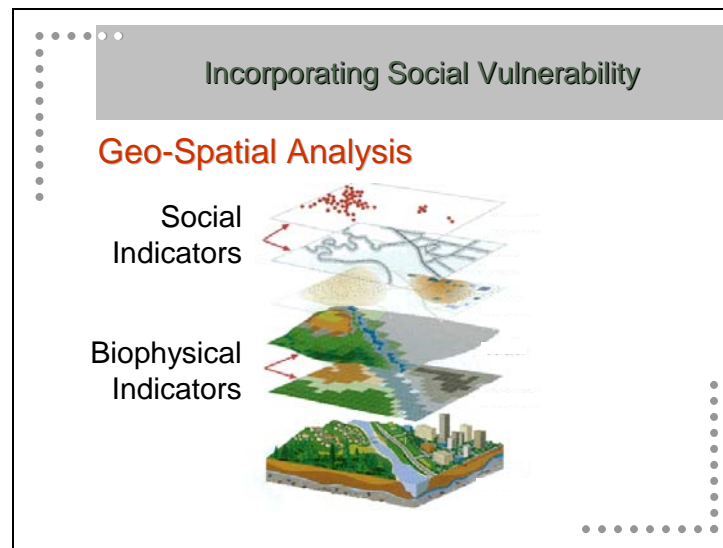 Incorporating Social Vulnerability
Geo-Spatial Analysis
Social
Indicators
Biophysical
Indicators